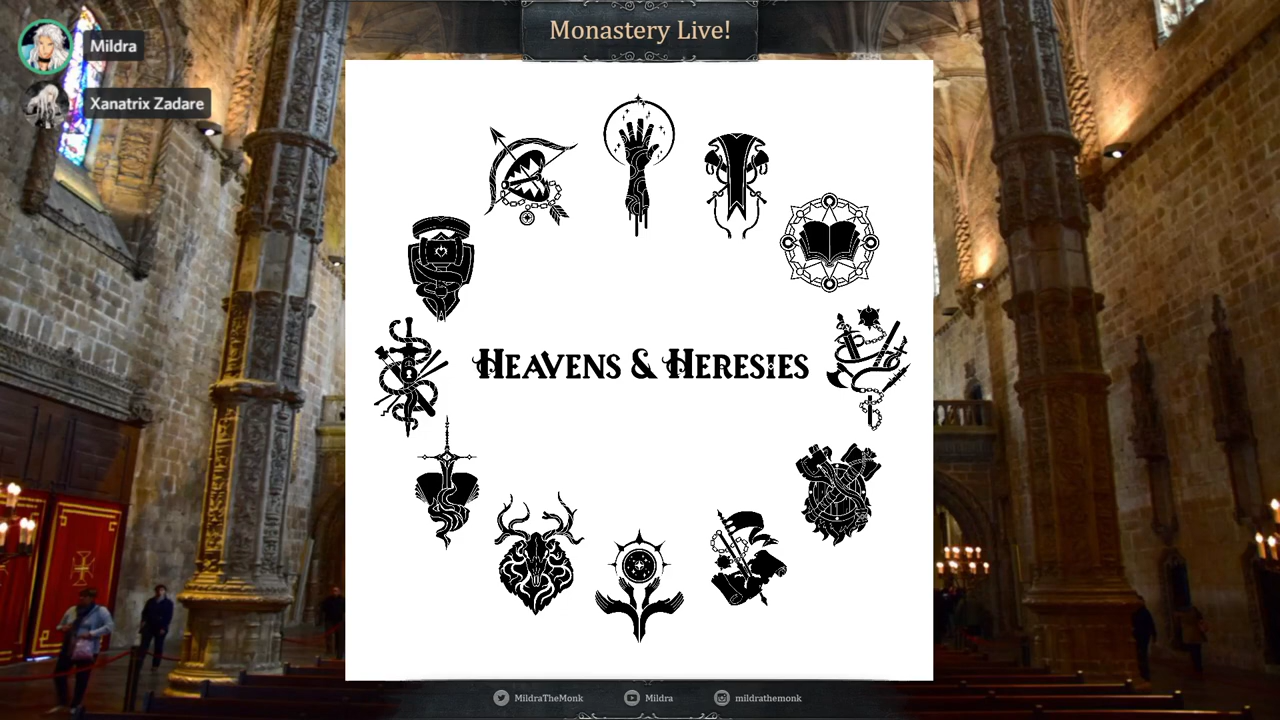 Monastery Live!
Mildra
Xanatrix Zadare
HEAVENS & HERESIES
MildraTheMonk
Mildra
mildrathemonk